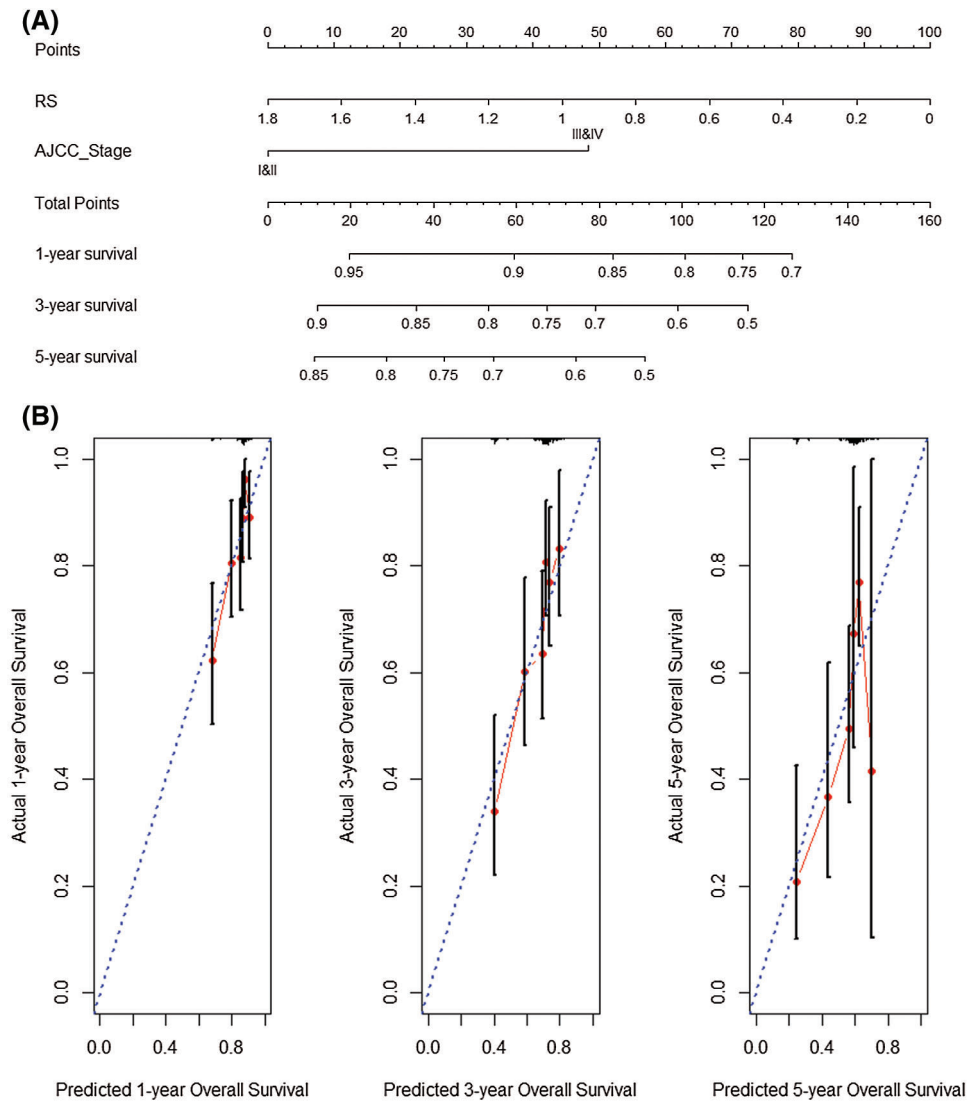 (A)
Points
0 10 20 30 40 50 60 70 80 90 100
RS
1.8 1.6 1.4 1.2 1 0.8 0.6 0.4 0.2 0
AJCC_Stage
III&IV
I&II
Total Points
0 20 40 60 80 100 120 140 160
1-year survival
0.95 0.9 0.85 0.8 0.75 0.7
3-year survival
0.9 0.85 0.8 0.75 0.7 0.6 0.5
5-year survival
0.85 0.8 0.75 0.7 0.6 0.5
(B)
Actual 1-year Overall Survival
1.0
0.8
0.6
0.4
0.2
0.0
0.0 0.4 0.8
Predicted 1-year Overall Survival
Actual 3-year Overall Survival
1.0
0.8
0.6
0.4
0.2
0.0
0.0 0.4 0.8
Predicted 3-year Overall Survival
Actual 5-year Overall Survival
1.0
0.8
0.6
0.4
0.2
0.0
0.0 0.4 0.8
Predicted 5-year Overall Survival